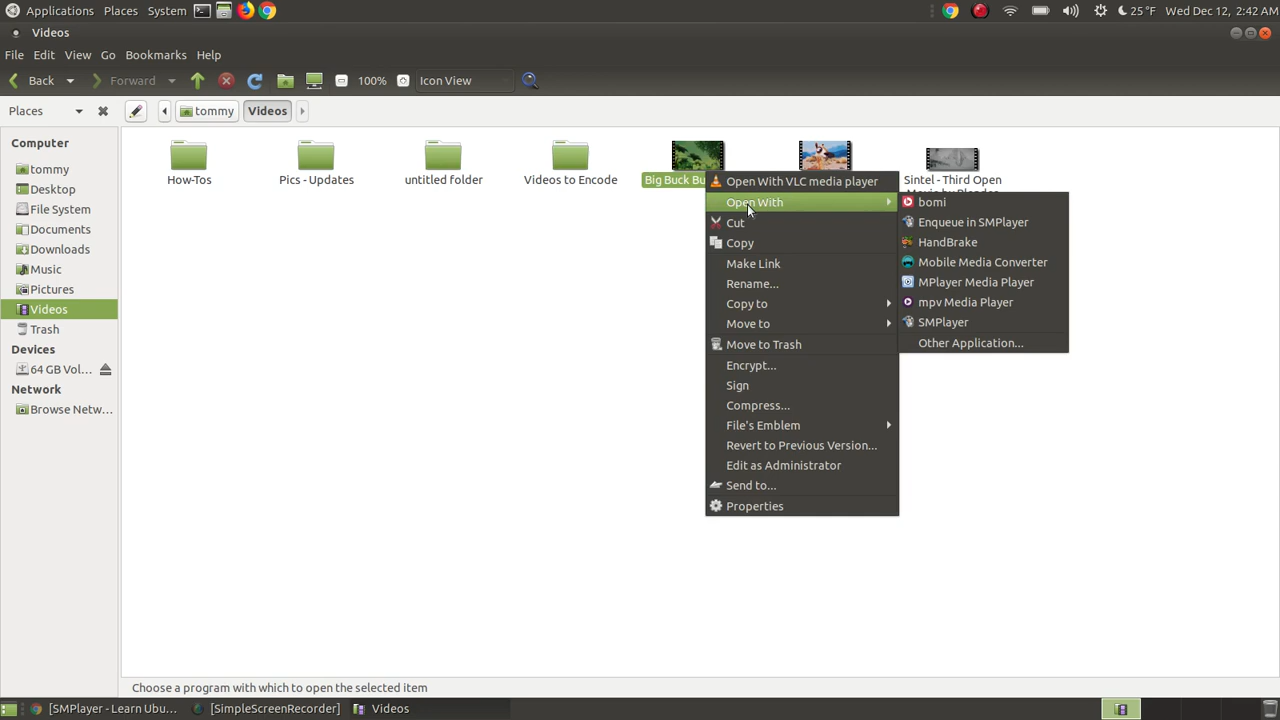 Applications Places System 25 °F Wed Dec 12, 2:42 AM
Videos
File Edit View Go Bookmarks Help
Back Forward 100% Icon View
Places tommy Videos
Computer
tommy
Desktop
File System
Documents
Downloads
Music
Pictures
Videos
Trash
Devices
64 GB Vol...
Network
Browse Netw...
How-Tos Pics - Updates untitled folder Videos to Encode Big Buck Sintel - Third Open
Movie by Blender
Open With VLC media player
Open With
Cut
Copy
Make Link
Rename...
Copy to
Move to
Move to Trash
Encrypt...
Sign
Compress...
File's Emblem
Revert to Previous Version...
Edit as Administrator
Send to...
Properties
bomi
Enqueue in SMPlayer
HandBrake
Mobile Media Converter
MPlayer Media Player
mpv Media Player
SMPlayer
Other Application...
Choose a program with which to open the selected item
[SMPlayer - Learn Ubu... [SimpleScreenRecorder] Videos